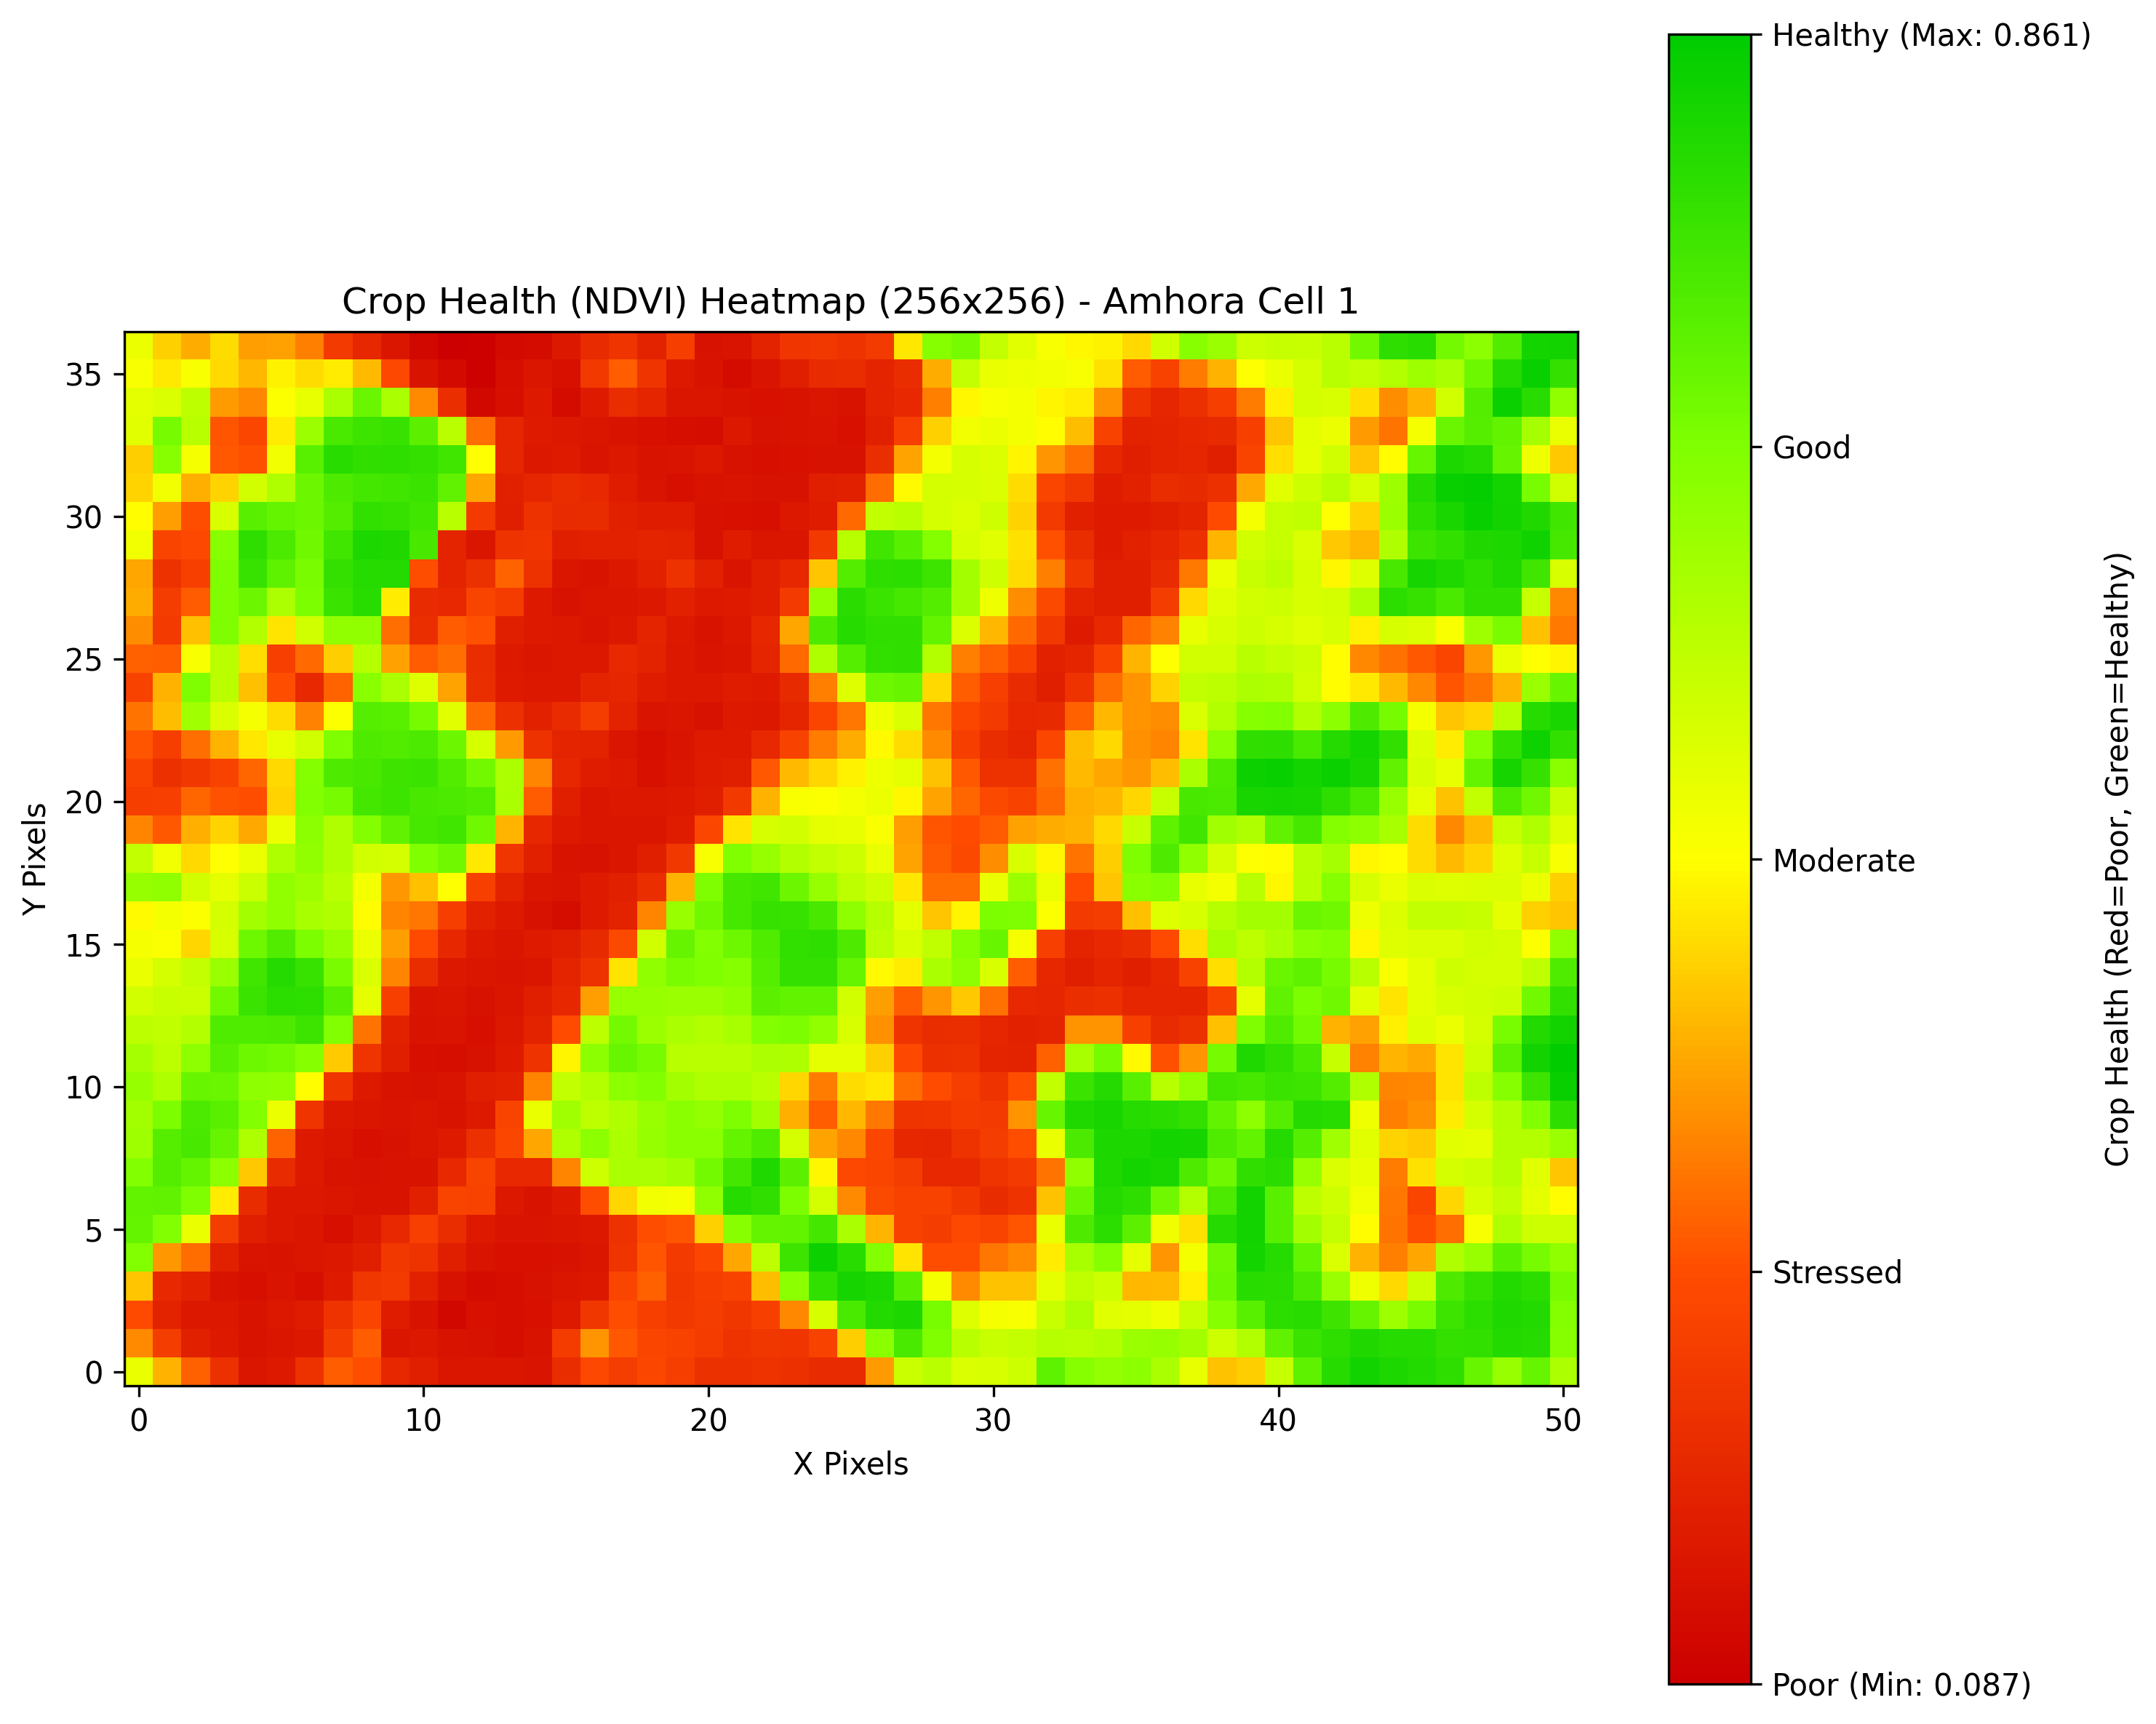 Crop Health (NDVI) Heatmap (256x256) - Amhora Cell 1
Y Pixels
35
30
25
20
15
10
5
0
0 10 20 30 40 50
X Pixels
Healthy (Max: 0.861)
Good
Moderate
Stressed
Poor (Min: 0.087)
Crop Health (Red=Poor, Green=Healthy)